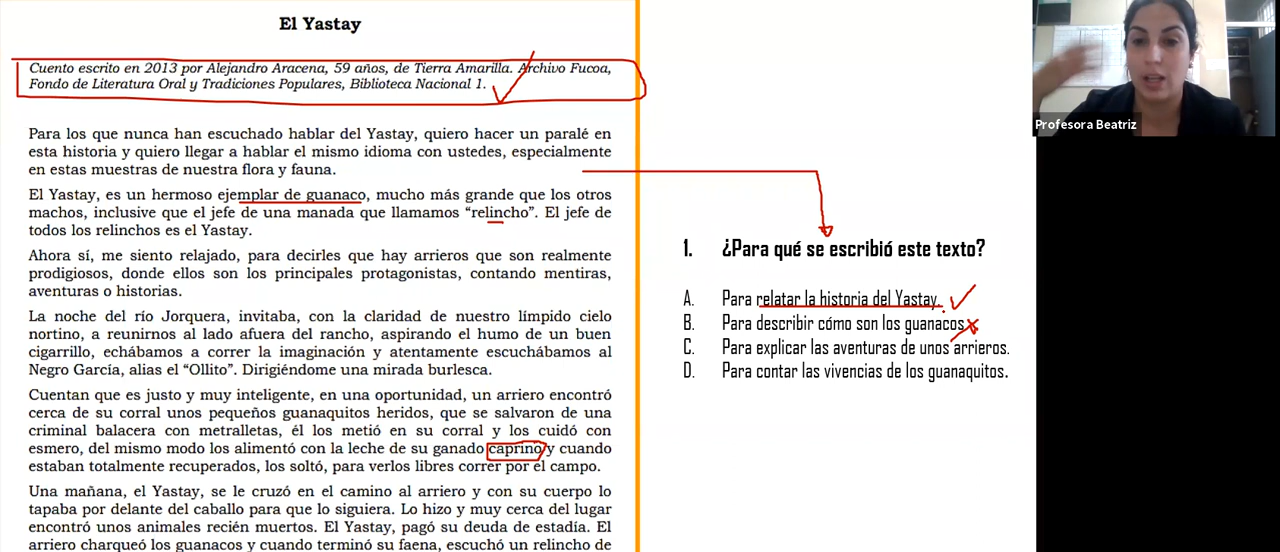 El Yastay
Cuento escrito en 2013 por Alejandro Aracena, 59 años, de Tierra Amarilla. Archivo Fucoa,
Fondo de Literatura Oral y Tradiciones Populares, Biblioteca Nacional 1.
Para los que nunca han escuchado hablar del Yastay, quiero hacer un paralé en
esta historia y quiero llegar a hablar el mismo idioma con ustedes, especialmente
en estas muestras de nuestra flora y fauna.
El Yastay, es un hermoso ejemplar de guanaco, mucho más grande que los otros
machos, inclusive que el jefe de una manada que llamamos “relincho”. El jefe de
todos los relinchos es el Yastay.
Ahora sí, me siento relajado, para decirles que hay arrieros que son realmente
prodigiosos, donde ellos son los principales protagonistas, contando mentiras,
aventuras o historias.
La noche del río Jorquera, invitaba, con la claridad de nuestro límpido cielo
nortino, a reunirnos al lado afuera del rancho, aspirando el humo de un buen
cigarrillo, echábamos a correr la imaginación y atentamente escuchábamos al
Negro García, alias el “Ollito”. Dirigiéndome una mirada burlesca.
Cuentan que es justo y muy inteligente, en una oportunidad, un arriero encontró
cerca de su corral unos pequeños guanaquitos heridos, que se salvaron de una
criminal balacera con metralletas, él los metió en su corral y los cuidó con
esmero, del mismo modo los alimentó con la leche de su ganado caprino y cuando
estaban totalmente recuperados, los soltó, para verlos libres correr por el campo.
Una mañana, el Yastay, se le cruzó en el camino al arriero y con su cuerpo lo
tapaba por delante del caballo para que lo siguiera. Lo hizo y muy cerca del lugar
encontró unos animales recién muertos. El Yastay, pagó su deuda de estadía. El
arriero charqueó los guanacos y cuando terminó su faena, escuchó un relincho de
1. ¿Para qué se escribió este texto?
A. Para relatar la historia del Yastay.
B. Para describir cómo son los guanacos
C. Para explicar las aventuras de unos arrieros.
D. Para contar las vivencias de los guanaquitos.
Profesora Beatriz